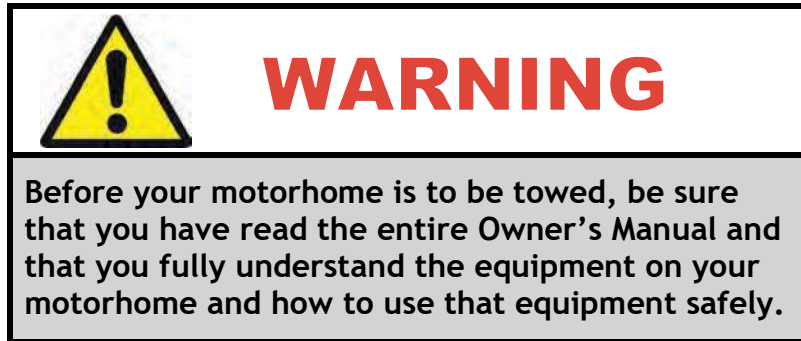 WARNING
Before your motorhome is to be towed, be sure
that you have read the entire Owner’s Manual and
that you fully understand the equipment on your
motorhome and how to use that equipment safely.